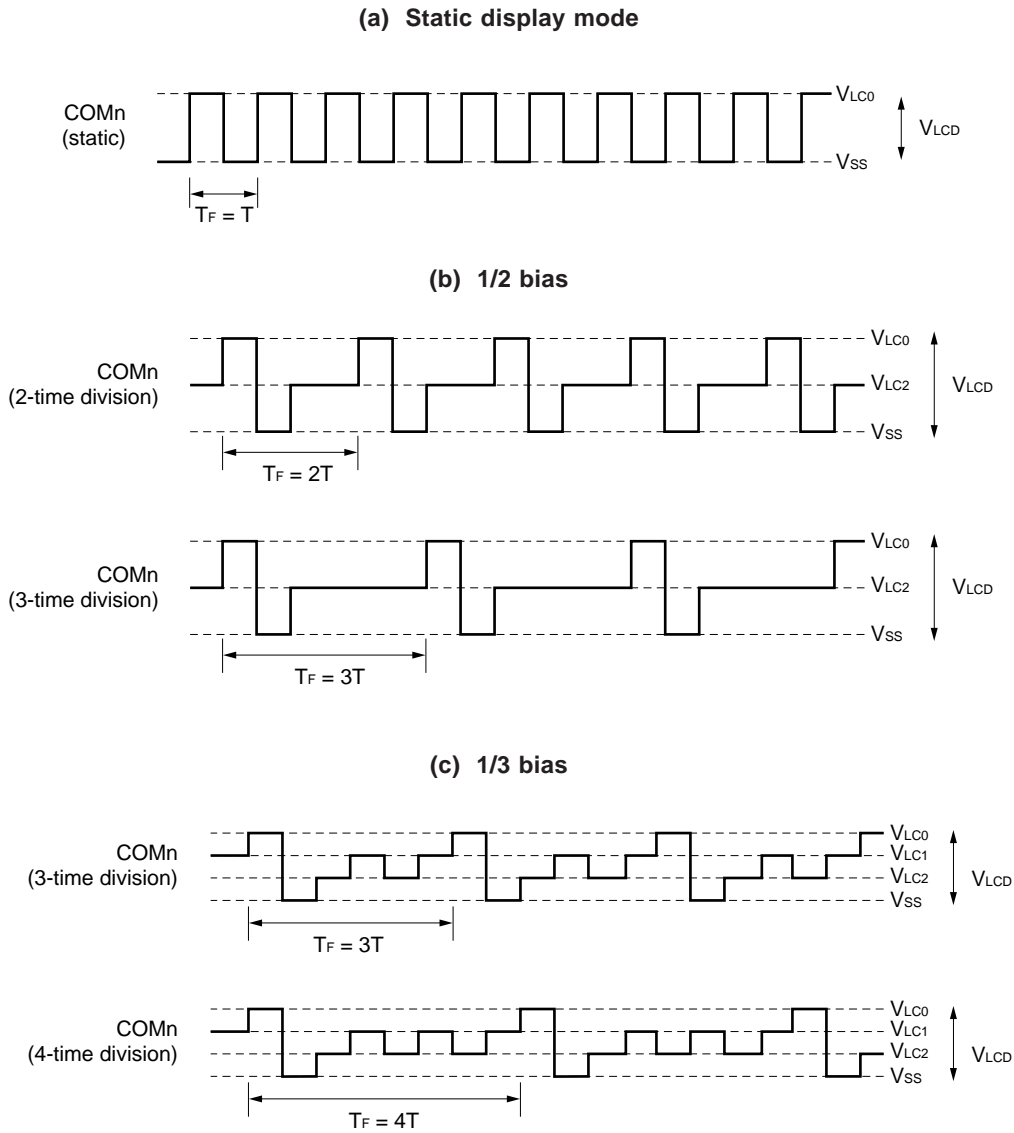 (a) Static display mode
COMn
(static)
VLC0
VLCD
VSS
TF = T
(b) 1/2 bias
COMn
(2-time division)
VLC0
VLC2
VLCD
VSS
TF = 2T
COMn
(3-time division)
VLC0
VLC2
VLCD
VSS
TF = 3T
(c) 1/3 bias
COMn
(3-time division)
VLC0
VLC1
VLC2
VLCD
VSS
TF = 3T
COMn
(4-time division)
VLC0
VLC1
VLC2
VLCD
VSS
TF = 4T